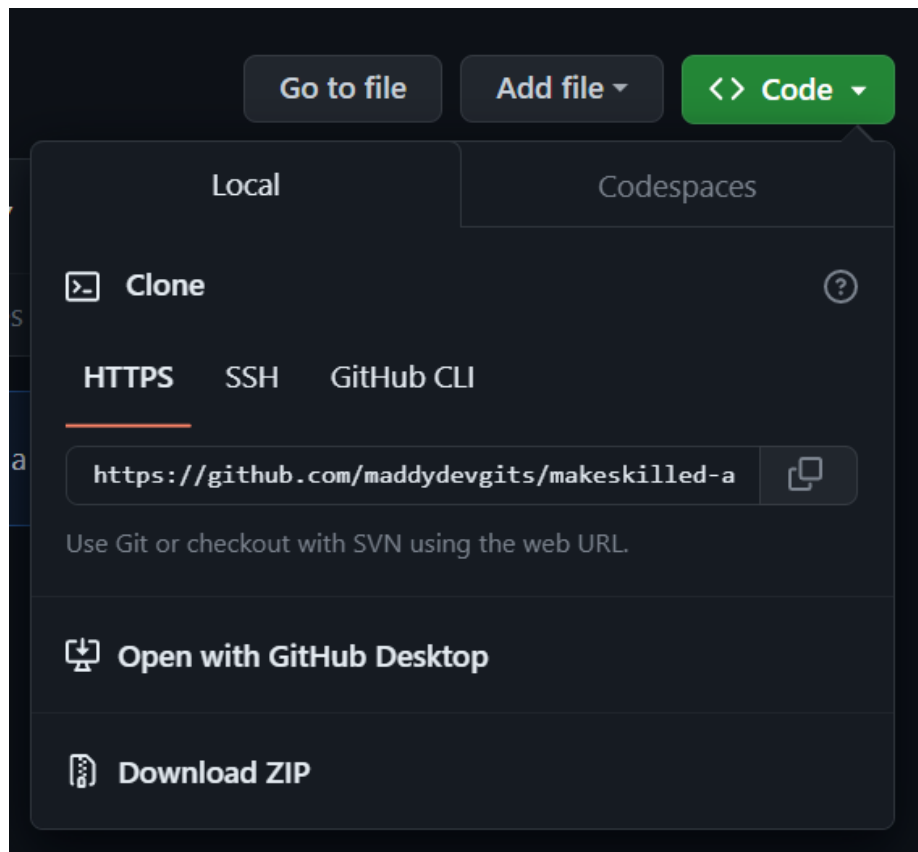 Go to file Add file <> Code
Local Codespaces
Clone
HTTPS SSH GitHub CLI
https://github.com/maddydevgits/makeskilled-a
Use Git or checkout with SVN using the web URL.
Open with GitHub Desktop
Download ZIP
s
a